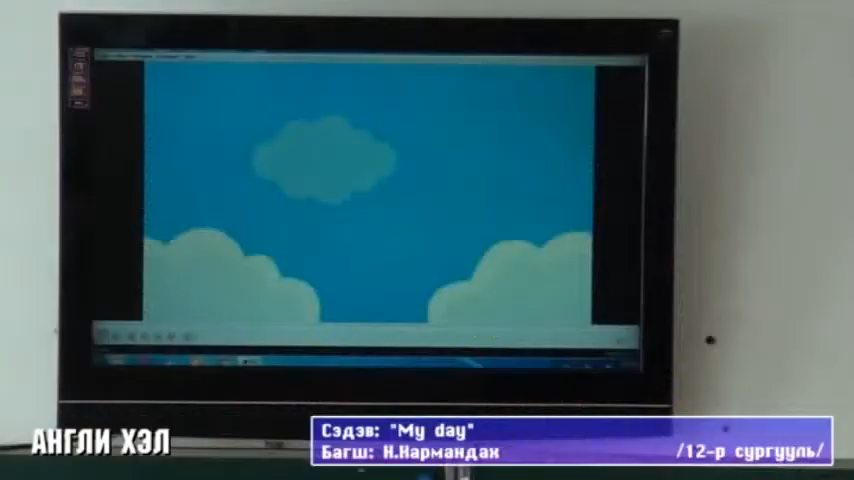 АНГЛИ ХЭЛ
Сэдэв: "My day"
Багш: Н.Нармандах
/12-р сургууль/